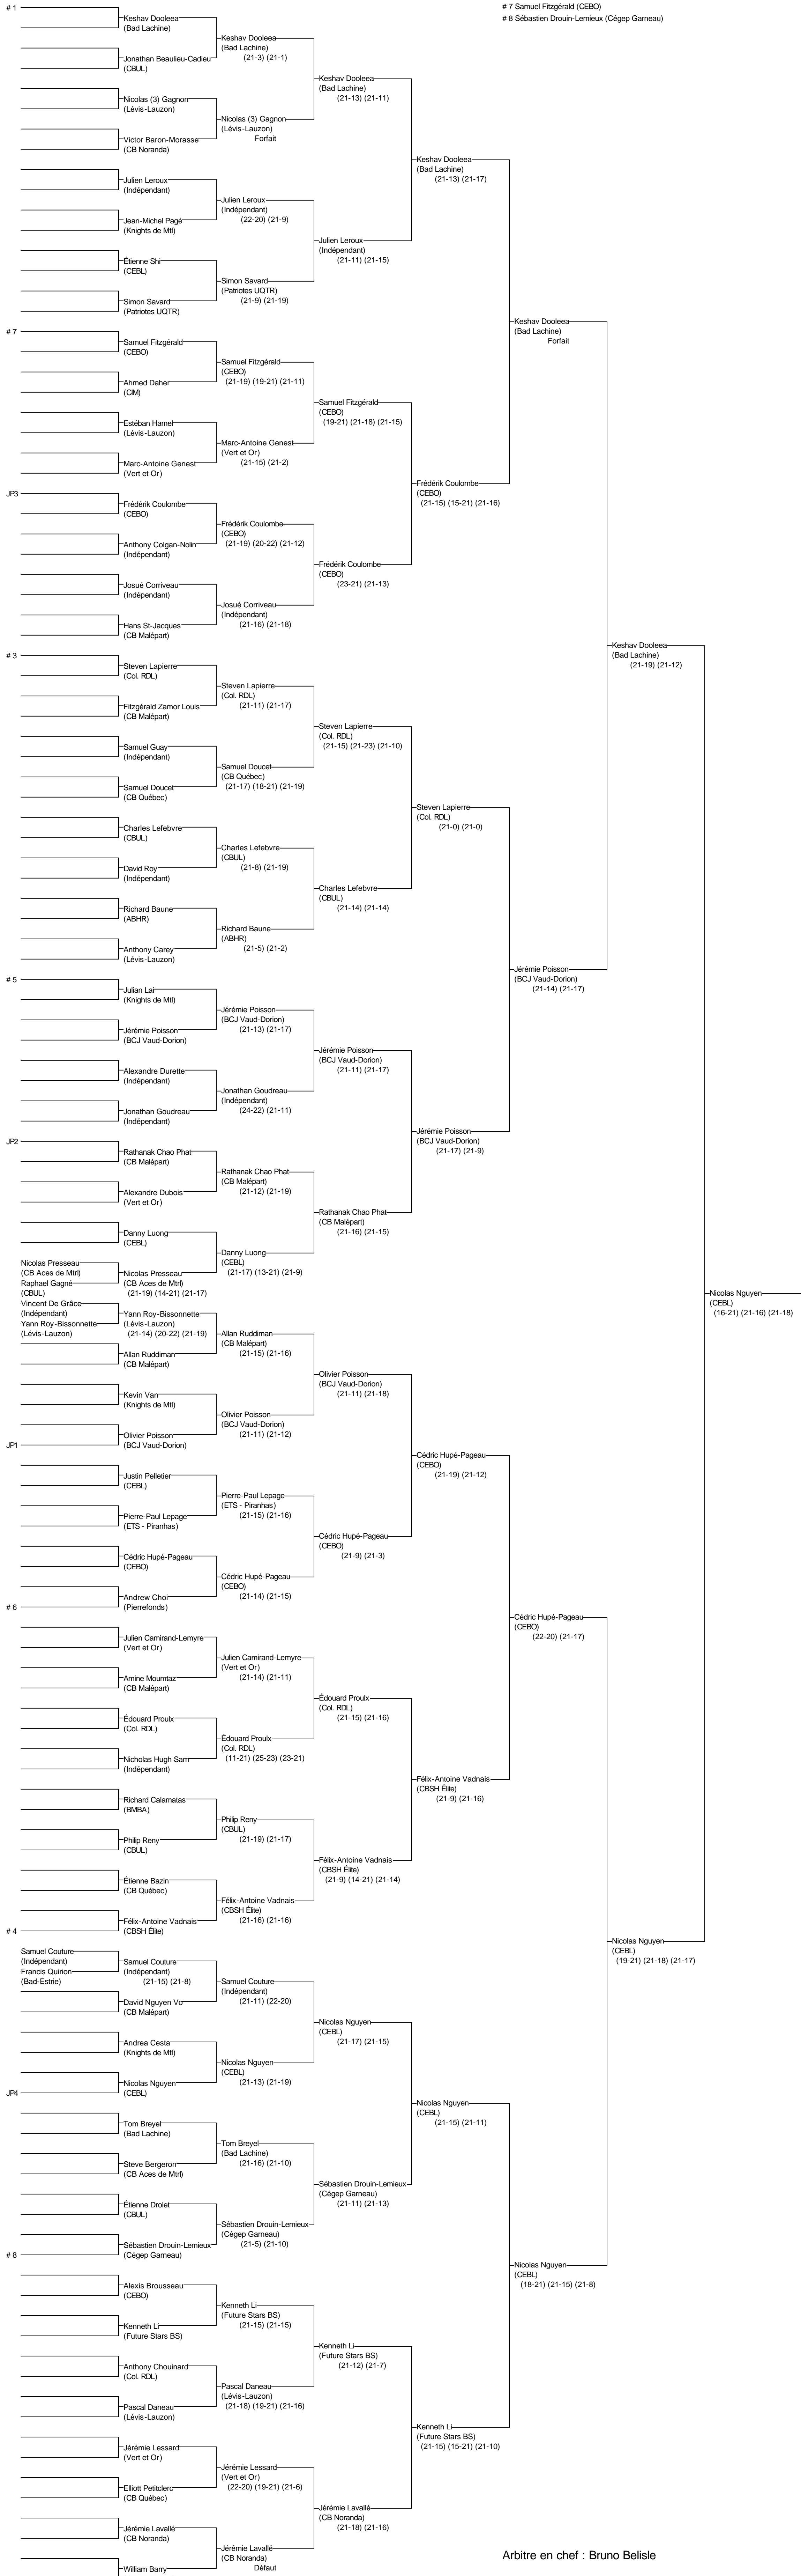 # 7 Samuel Fitzgérald (CEBO)
# 8 Sébastien Drouin-Lemieux (Cégep Garneau)
# 1
Keshav Dooleea
(Bad Lachine)
Jonathan Beaulieu-Cadieu
(CBUL)
Nicolas (3) Gagnon
(Lévis-Lauzon)
Victor Baron-Morasse
(CB Noranda)
Julien Leroux
(Indépendant)
Jean-Michel Pagé
(Knights de Mtl)
Étienne Shi
(CEBL)
Simon Savard
(Patriotes UQTR)
# 7
Samuel Fitzgérald
(CEBO)
Ahmed Daher
(CIM)
Estéban Hamel
(Lévis-Lauzon)
Marc-Antoine Genest
(Vert et Or)
JP3
Frédérik Coulombe
(CEBO)
Anthony Colgan-Nolin
(Indépendant)
Josué Corriveau
(Indépendant)
Hans St-Jacques
(CB Malépart)
# 3
Steven Lapierre
(Col. RDL)
Fitzgérald Zamor Louis
(CB Malépart)
Samuel Guay
(Indépendant)
Samuel Doucet
(CB Québec)
Charles Lefebvre
(CBUL)
David Roy
(Indépendant)
Richard Baune
(ABHR)
Anthony Carey
(Lévis-Lauzon)
# 5
Julian Lai
(Knights de Mtl)
Jérémie Poisson
(BCJ Vaud-Dorion)
Alexandre Durette
(Indépendant)
Jonathan Goudreau
(Indépendant)
JP2
Rathanak Chao Phat
(CB Malépart)
Alexandre Dubois
(Vert et Or)
Danny Luong
(CEBL)
Nicolas Presseau
(CB Aces de Mtrl)
Raphael Gagné
(CBUL)
Nicolas Presseau
(CB Aces de Mtrl)
(21-19) (14-21) (21-17)
Vincent De Grâce
(Indépendant)
Yann Roy-Bissonnette
(Lévis-Lauzon)
Yann Roy-Bissonnette
(Lévis-Lauzon)
(21-14) (20-22) (21-19)
Allan Ruddiman
(CB Malépart)
Kevin Van
(Knights de Mtl)
Olivier Poisson
(BCJ Vaud-Dorion)
JP1
Justin Pelletier
(CEBL)
Pierre-Paul Lepage
(ETS - Piranhas)
Cédric Hupé-Pageau
(CEBO)
Andrew Choi
(Pierrefonds)
# 6
Julien Camirand-Lemyre
(Vert et Or)
Amine Moumtaz
(CB Malépart)
Édouard Proulx
(Col. RDL)
Nicholas Hugh Sam
(Indépendant)
Richard Calamatas
(BMBA)
Philip Reny
(CBUL)
Étienne Bazin
(CB Québec)
Félix-Antoine Vadnais
(CBSH Élite)
# 4
Samuel Couture
(Indépendant)
Francis Quirion
(Bad-Estrie)
Samuel Couture
(Indépendant)
(21-15) (21-8)
David Nguyen Vo
(CB Malépart)
Andrea Cesta
(Knights de Mtl)
Nicolas Nguyen
(CEBL)
JP4
Tom Breyel
(Bad Lachine)
Steve Bergeron
(CB Aces de Mtrl)
Étienne Drolet
(CBUL)
Sébastien Drouin-Lemieux
(Cégep Garneau)
# 8
Alexis Brousseau
(CEBO)
Kenneth Li
(Future Stars BS)
Anthony Chouinard
(Col. RDL)
Pascal Daneau
(Lévis-Lauzon)
Jérémie Lessard
(Vert et Or)
Elliott Petitclerc
(CB Québec)
Jérémie Lavallé
(CB Noranda)
William Barry
Keshav Dooleea
(Bad Lachine)
(21-3) (21-1)
Nicolas (3) Gagnon
(Lévis-Lauzon)
Forfait
Julien Leroux
(Indépendant)
(22-20) (21-9)
Simon Savard
(Patriotes UQTR)
(21-9) (21-19)
Samuel Fitzgérald
(CEBO)
(21-19) (19-21) (21-11)
Marc-Antoine Genest
(Vert et Or)
(21-15) (21-2)
Frédérik Coulombe
(CEBO)
(21-19) (20-22) (21-12)
Josué Corriveau
(Indépendant)
(21-16) (21-18)
Steven Lapierre
(Col. RDL)
(21-11) (21-17)
Samuel Doucet
(CB Québec)
(21-17) (18-21) (21-19)
Charles Lefebvre
(CBUL)
(21-8) (21-19)
Richard Baune
(ABHR)
(21-5) (21-2)
Jérémie Poisson
(BCJ Vaud-Dorion)
(21-13) (21-17)
Jonathan Goudreau
(Indépendant)
(24-22) (21-11)
Rathanak Chao Phat
(CB Malépart)
(21-12) (21-19)
Danny Luong
(CEBL)
(21-17) (13-21) (21-9)
Allan Ruddiman
(CB Malépart)
(21-15) (21-16)
Olivier Poisson
(BCJ Vaud-Dorion)
(21-11) (21-12)
Pierre-Paul Lepage
(ETS - Piranhas)
(21-15) (21-16)
Cédric Hupé-Pageau
(CEBO)
(21-14) (21-15)
Julien Camirand-Lemyre
(Vert et Or)
(21-14) (21-11)
Édouard Proulx
(Col. RDL)
(11-21) (25-23) (23-21)
Philip Reny
(CBUL)
(21-19) (21-17)
Félix-Antoine Vadnais
(CBSH Élite)
(21-16) (21-16)
Samuel Couture
(Indépendant)
(21-11) (22-20)
Nicolas Nguyen
(CEBL)
(21-13) (21-19)
Tom Breyel
(Bad Lachine)
(21-16) (21-10)
Sébastien Drouin-Lemieux
(Cégep Garneau)
(21-5) (21-10)
Kenneth Li
(Future Stars BS)
(21-15) (21-15)
Pascal Daneau
(Lévis-Lauzon)
(21-18) (19-21) (21-16)
Jérémie Lessard
(Vert et Or)
(22-20) (19-21) (21-6)
Jérémie Lavallé
(CB Noranda)
Défaut
Keshav Dooleea
(Bad Lachine)
(21-13) (21-11)
Julien Leroux
(Indépendant)
(21-11) (21-15)
Samuel Fitzgérald
(CEBO)
(19-21) (21-18) (21-15)
Frédérik Coulombe
(CEBO)
(23-21) (21-13)
Steven Lapierre
(Col. RDL)
(21-15) (21-23) (21-10)
Charles Lefebvre
(CBUL)
(21-14) (21-14)
Jérémie Poisson
(BCJ Vaud-Dorion)
(21-11) (21-17)
Rathanak Chao Phat
(CB Malépart)
(21-16) (21-15)
Olivier Poisson
(BCJ Vaud-Dorion)
(21-11) (21-18)
Cédric Hupé-Pageau
(CEBO)
(21-9) (21-3)
Édouard Proulx
(Col. RDL)
(21-15) (21-16)
Félix-Antoine Vadnais
(CBSH Élite)
(21-9) (14-21) (21-14)
Nicolas Nguyen
(CEBL)
(21-17) (21-15)
Sébastien Drouin-Lemieux
(Cégep Garneau)
(21-11) (21-13)
Kenneth Li
(Future Stars BS)
(21-12) (21-7)
Jérémie Lavallé
(CB Noranda)
(21-18) (21-16)
Keshav Dooleea
(Bad Lachine)
(21-13) (21-17)
Frédérik Coulombe
(CEBO)
(21-15) (15-21) (21-16)
Steven Lapierre
(Col. RDL)
(21-0) (21-0)
Jérémie Poisson
(BCJ Vaud-Dorion)
(21-17) (21-9)
Cédric Hupé-Pageau
(CEBO)
(21-19) (21-12)
Félix-Antoine Vadnais
(CBSH Élite)
(21-9) (21-16)
Nicolas Nguyen
(CEBL)
(21-15) (21-11)
Kenneth Li
(Future Stars BS)
(21-15) (15-21) (21-10)
Keshav Dooleea
(Bad Lachine)
Forfait
Jérémie Poisson
(BCJ Vaud-Dorion)
(21-14) (21-17)
Cédric Hupé-Pageau
(CEBO)
(22-20) (21-17)
Nicolas Nguyen
(CEBL)
(18-21) (21-15) (21-8)
Keshav Dooleea
(Bad Lachine)
(21-19) (21-12)
Nicolas Nguyen
(CEBL)
(19-21) (21-18) (21-17)
Nicolas Nguyen
(CEBL)
(16-21) (21-16) (21-18)
Arbitre en chef : Bruno Belisle